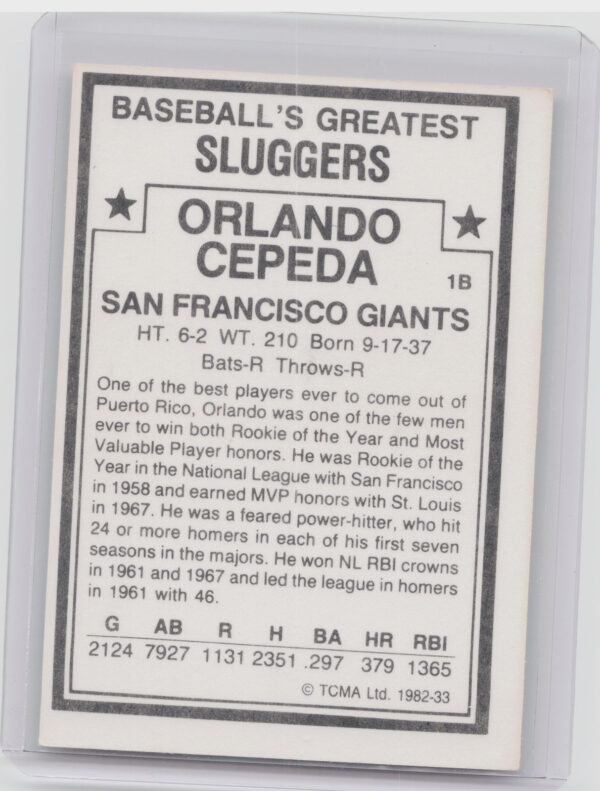 BASEBALL'S GREATEST
SLUGGERS
ORLANDO
CEPEDA
1B
SAN FRANCISCO GIANTS
HT. 6-2 WT. 210 Born 9-17-37
Bats-R Throws-R
One of the best players ever to come out of
Puerto Rico, Orlando was one of the few men
ever to win both Rookie of the Year and Most
Valuable Player honors. He was Rookie of the
Year in the National League with San Francisco
in 1958 and earned MVP honors with St. Louis
in 1967. He was a feared power-hitter, who hit
24 or more homers in each of his first seven
seasons in the majors. He won NL RBI crowns
in 1961 and 1967 and led the league in homers
in 1961 with 46.
G AB R H BA HR RBI
2124 7927 1131 2351 .297 379 1365
© TCMA Ltd. 1982-33